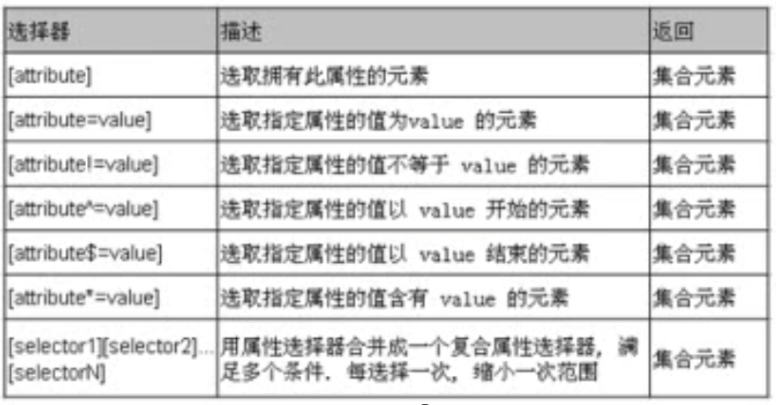 选择器 描述 返回
[attribute] 选取拥有此属性的元素 集合元素
[attribute=value] 选取指定属性的值为value 的元素 集合元素
[attribute!=value] 选取指定属性的值不等于 value 的元素 集合元素
[attribute^=value] 选取指定属性的值以 value 开始的元素 集合元素
[attribute$=value] 选取指定属性的值以 value 结束的元素 集合元素
[attribute*=value] 选取指定属性的值含有 value 的元素 集合元素
[selector1][selector2]... 用属性选择器合并成一个复合属性选择器, 满 集合元素
[selectorN] 足多个条件. 每选择一次, 缩小一次范围